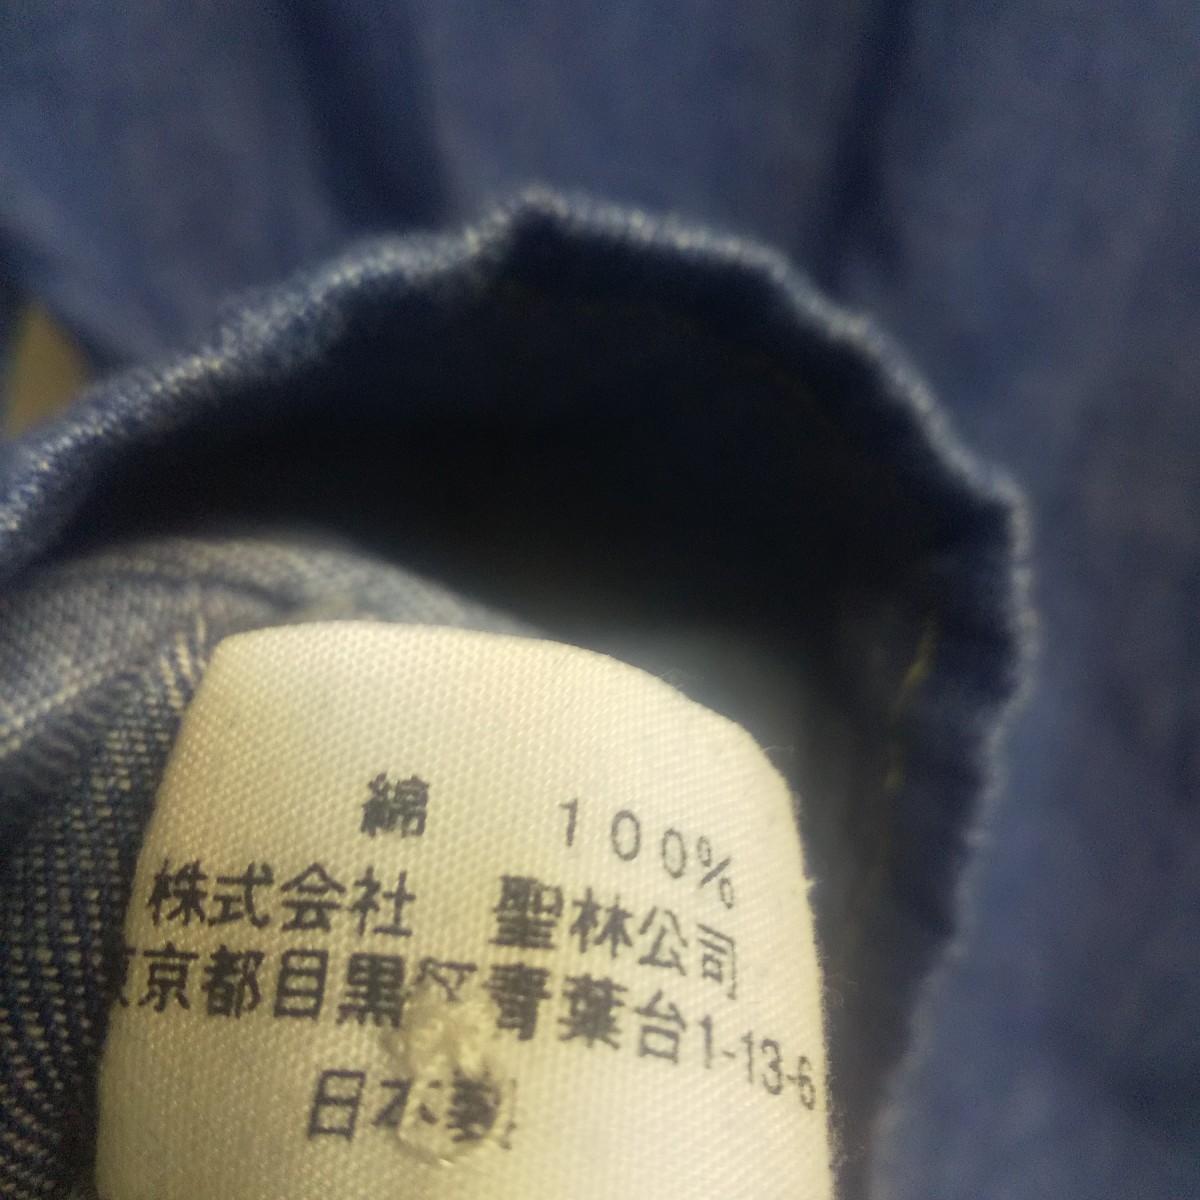 綿 100%
株式会社 聖林公司
東京都目黒区青葉台1-13-6
日本製